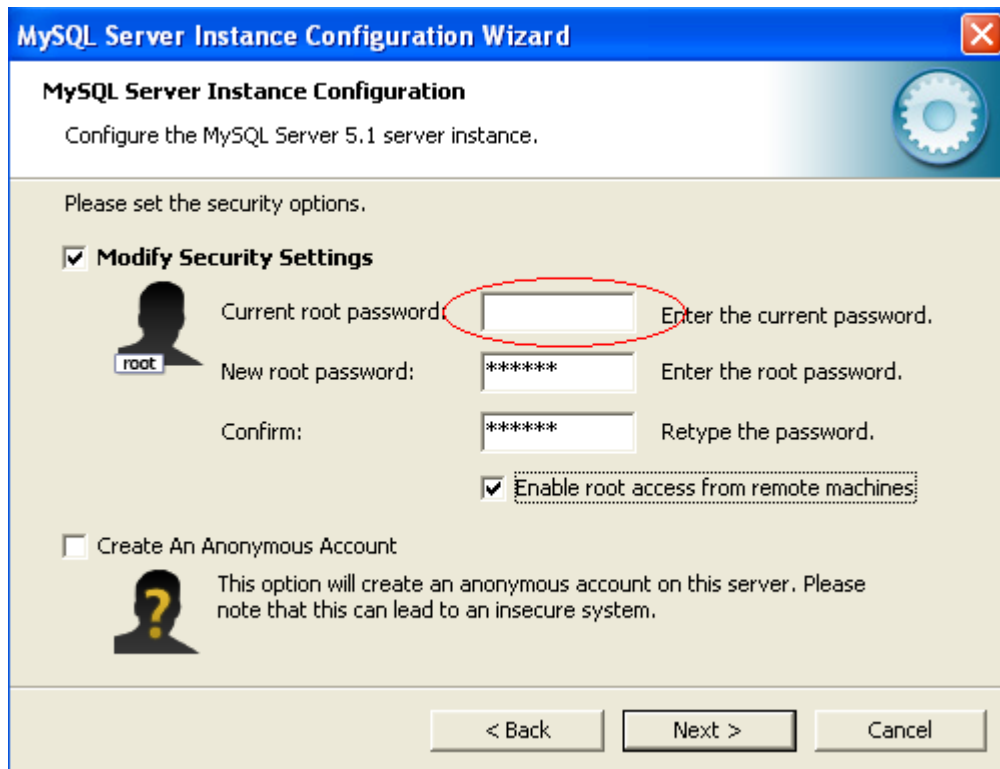 MySQL Server Instance Configuration Wizard
MySQL Server Instance Configuration
Configure the MySQL Server 5.1 server instance.
Please set the security options.
Modify Security Settings
Current root password: Enter the current password.
root
New root password: ****** Enter the root password.
Confirm: ****** Retype the password.
Enable root access from remote machines
Create An Anonymous Account
This option will create an anonymous account on this server. Please
note that this can lead to an insecure system.
?
< Back Next > Cancel